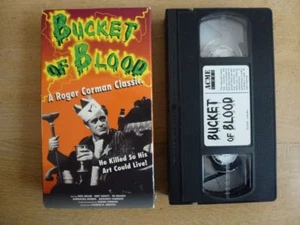 BUCKET
OF BLOOD
A Roger Corman Classic
He Killed So His
Art Could Live!
ACME
BUCKET
OF BLOOD